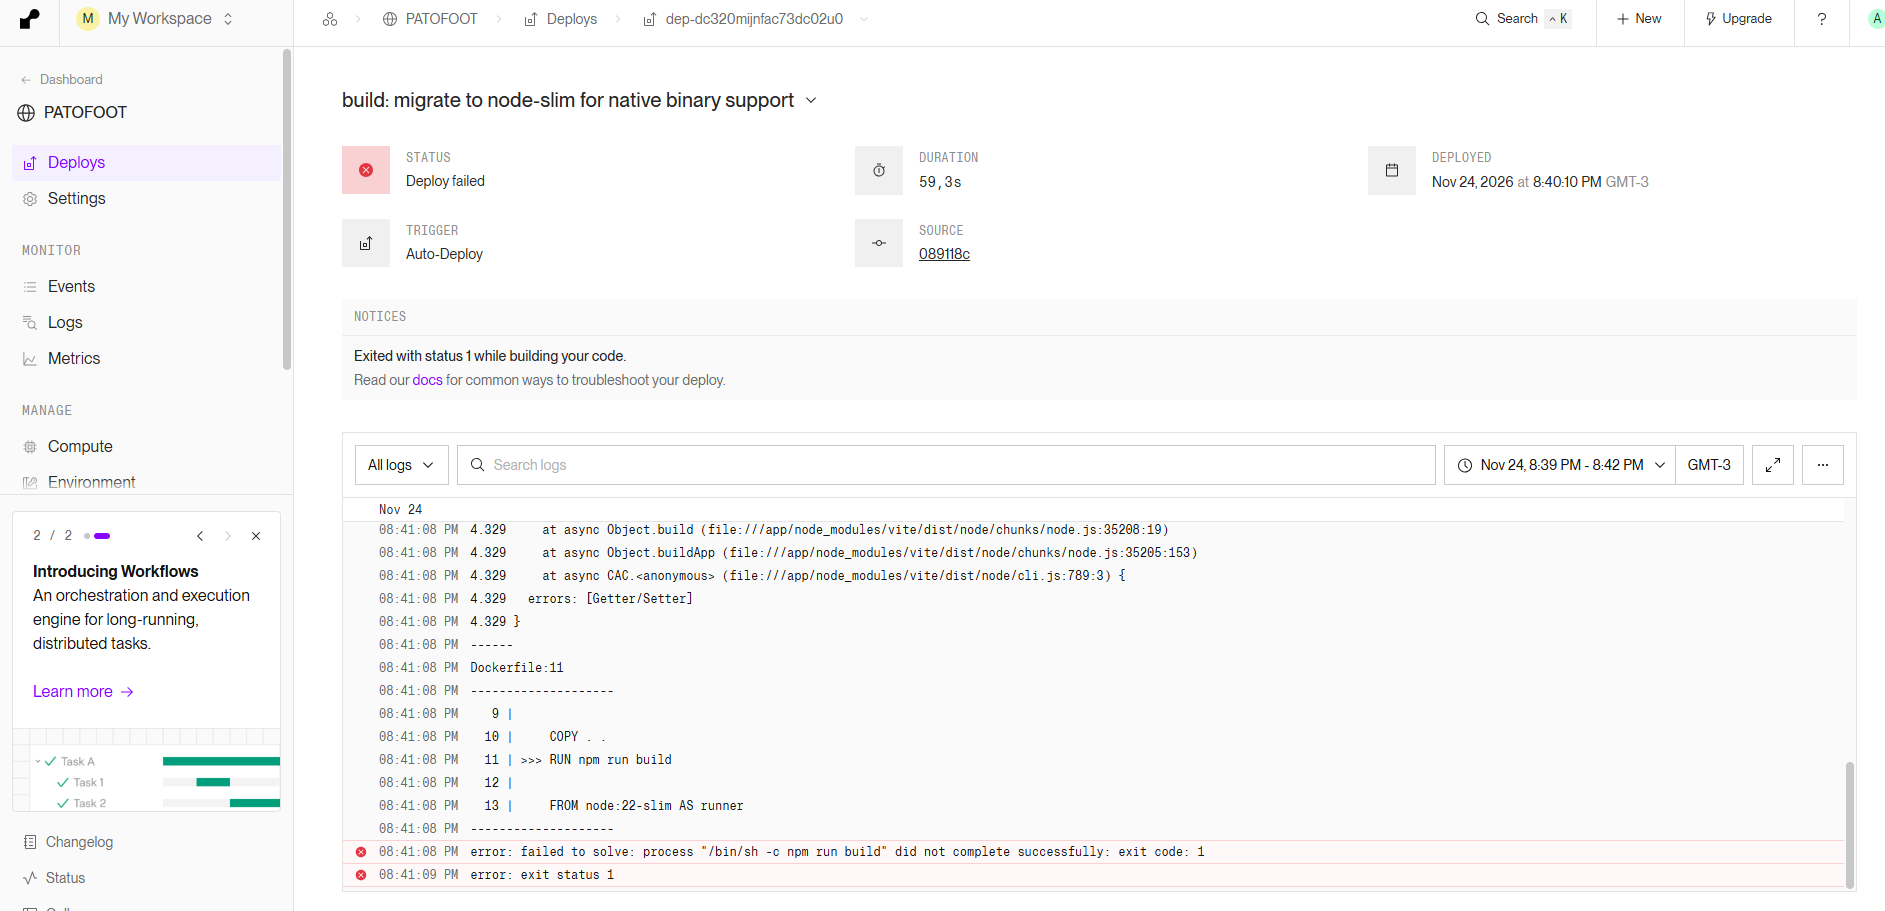 M My Workspace
PATOFOOT
Deploys
dep-dc320mijnfac73dc02u0
Search ^ K
+ New
Upgrade
?
A
← Dashboard
PATOFOOT
Deploys
Settings
MONITOR
Events
Logs
Metrics
MANAGE
Compute
Environment
2 / 2
Introducing Workflows
An orchestration and execution
engine for long-running,
distributed tasks.
Learn more →
Task A
Task 1
Task 2
Changelog
Status
build: migrate to node-slim for native binary support
STATUS
Deploy failed
DURATION
59,3s
DEPLOYED
Nov 24, 2026 at 8:40:10 PM GMT-3
TRIGGER
Auto-Deploy
SOURCE
089118c
NOTICES
Exited with status 1 while building your code.
Read our docs for common ways to troubleshoot your deploy.
All logs
Search logs
Nov 24, 8:39 PM - 8:42 PM
GMT-3
...
Nov 24
08:41:08 PM 4.329     at async Object.build (file:///app/node_modules/vite/dist/node/chunks/node.js:35208:19)
08:41:08 PM 4.329     at async Object.buildApp (file:///app/node_modules/vite/dist/node/chunks/node.js:35205:153)
08:41:08 PM 4.329     at async CAC.<anonymous> (file:///app/node_modules/vite/dist/node/cli.js:789:3) {
08:41:08 PM 4.329   errors: [Getter/Setter]
08:41:08 PM 4.329 }
08:41:08 PM ------
08:41:08 PM Dockerfile:11
08:41:08 PM --------------------
08:41:08 PM    9 |
08:41:08 PM   10 |     COPY . .
08:41:08 PM   11 | >>> RUN npm run build
08:41:08 PM   12 |
08:41:08 PM   13 |     FROM node:22-slim AS runner
08:41:08 PM --------------------
08:41:08 PM error: failed to solve: process "/bin/sh -c npm run build" did not complete successfully: exit code: 1
08:41:09 PM error: exit status 1